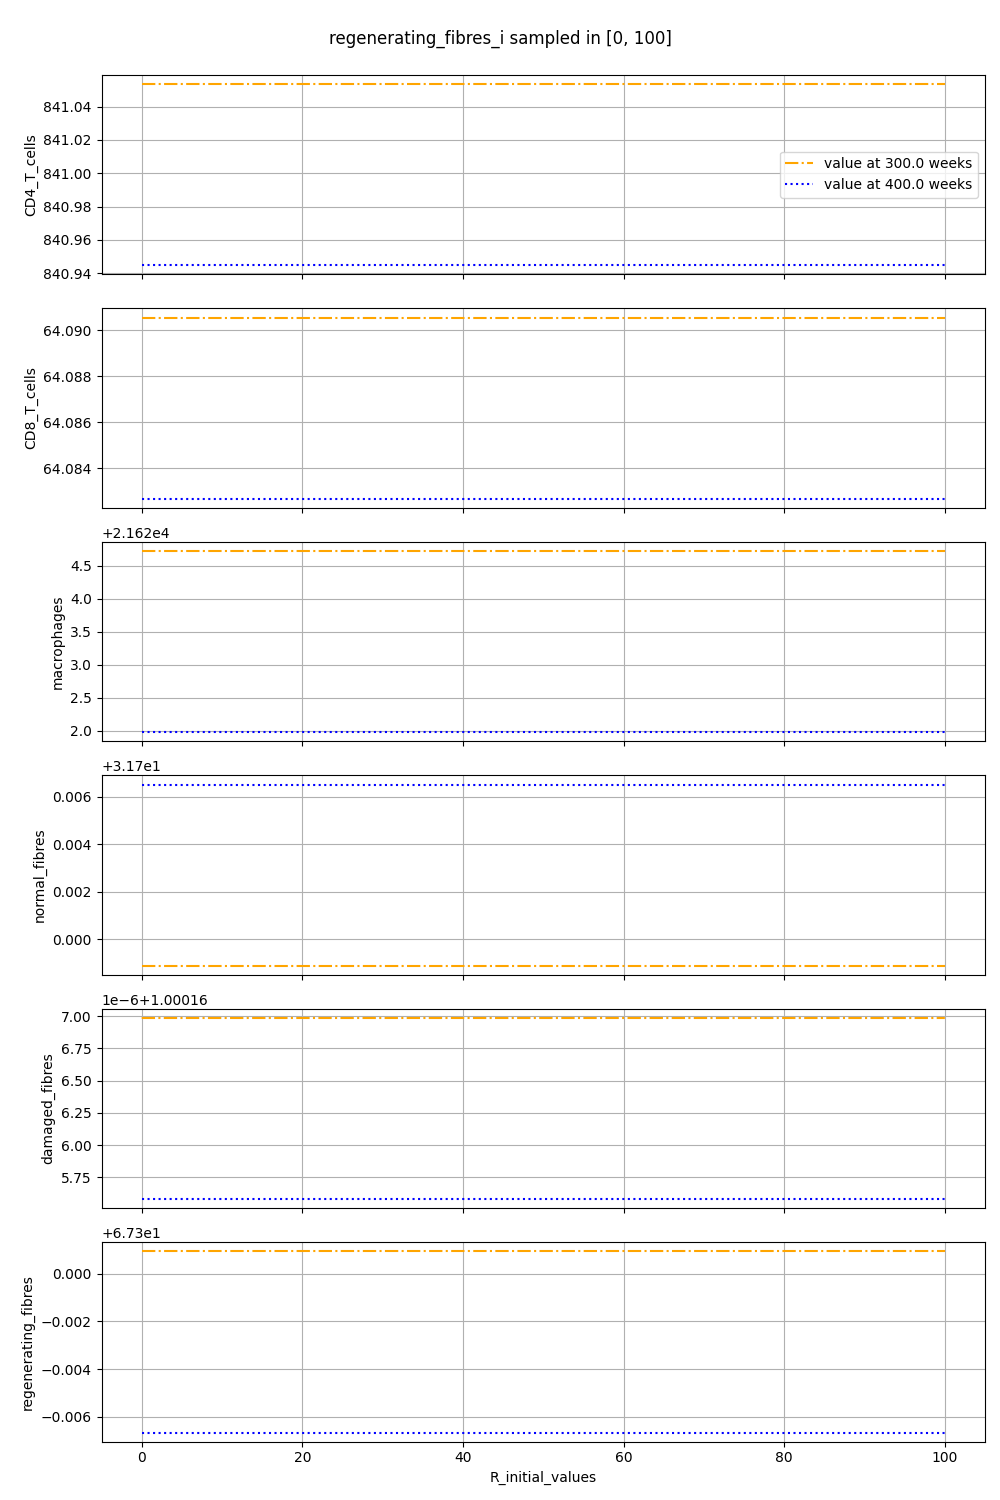 regenerating_fibres_i sampled in [0, 100]
841.04
841.02
841.00
840.98
840.96
840.94
CD4_T_cells
value at 300.0 weeks
value at 400.0 weeks
64.090
64.088
64.086
64.084
CD8_T_cells
+2.162e4
4.5
4.0
3.5
3.0
2.5
2.0
macrophages
+3.17e1
0.006
0.004
0.002
0.000
normal_fibres
1e−6+1.00016
7.00
6.75
6.50
6.25
6.00
5.75
damaged_fibres
+6.73e1
0.000
−0.002
−0.004
−0.006
regenerating_fibres
0 20 40 60 80 100
R_initial_values